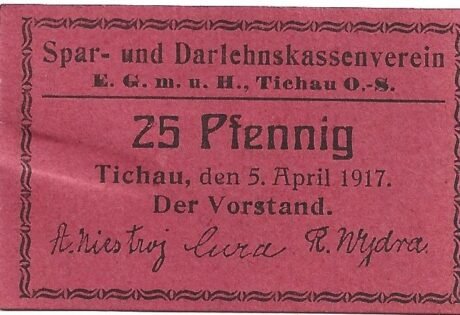 Spar- und Darlehnskassenverein
E. G. m. u. H., Tichau O.-S.
25 Pfennig
Tichau, den 5. April 1917.
Der Vorstand.
A. Niestroj Cura R. Wydra.